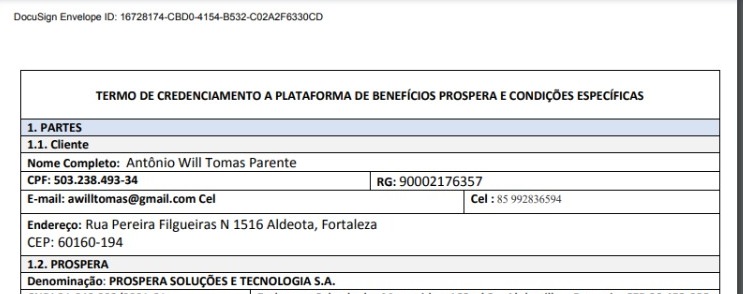 DocuSign Envelope ID: 16728174-CBD0-4154-B532-C02A2F6330CD
TERMO DE CREDENCIAMENTO A PLATAFORMA DE BENEFÍCIOS PROSPERA E CONDIÇÕES ESPECÍFICAS
1. PARTES
1.1. Cliente
Nome Completo: Antônio Will Tomas Parente
CPF: 503.238.493-34 RG: 90002176357
E-mail: awilltomas@gmail.com Cel Cel : 85 992836594
Endereço: Rua Pereira Filgueiras N 1516 Aldeota, Fortaleza
CEP: 60160-194
1.2. PROSPERA
Denominação: PROSPERA SOLUÇÕES E TECNOLOGIA S.A.